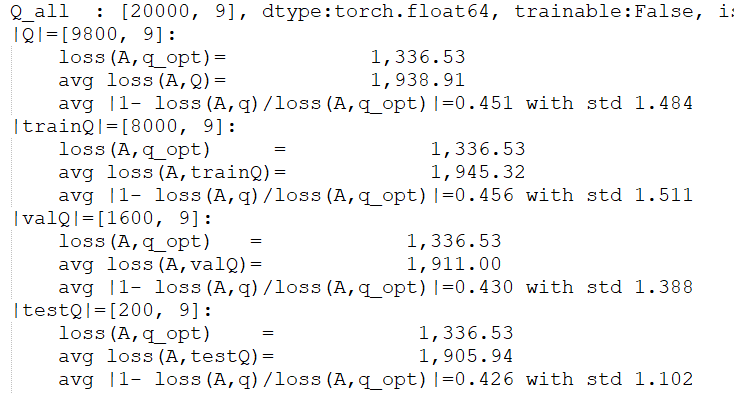 Q_all  : [20000, 9], dtype:torch.float64, trainable:False, is
|Q|=[9800, 9]:
    loss(A,q_opt)=            1,336.53
    avg loss(A,Q)=            1,938.91
    avg |1- loss(A,q)/loss(A,q_opt)|=0.451 with std 1.484
|trainQ|=[8000, 9]:
    loss(A,q_opt)     =            1,336.53
    avg loss(A,trainQ)=            1,945.32
    avg |1- loss(A,q)/loss(A,q_opt)|=0.456 with std 1.511
|valQ|=[1600, 9]:
    loss(A,q_opt)   =            1,336.53
    avg loss(A,valQ)=            1,911.00
    avg |1- loss(A,q)/loss(A,q_opt)|=0.430 with std 1.388
|testQ|=[200, 9]:
    loss(A,q_opt)    =            1,336.53
    avg loss(A,testQ)=            1,905.94
    avg |1- loss(A,q)/loss(A,q_opt)|=0.426 with std 1.102